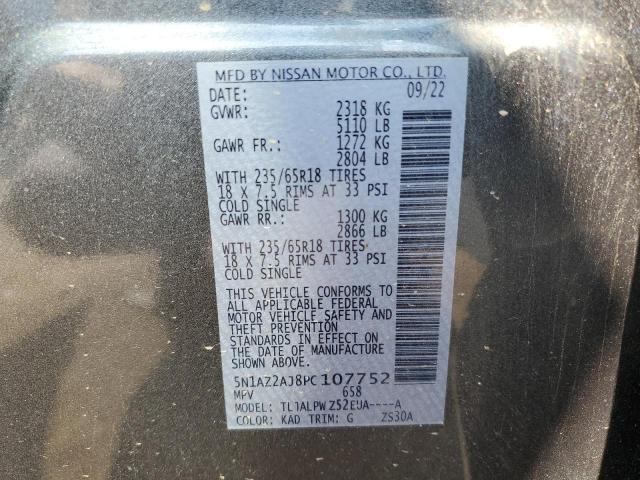 MFD BY NISSAN MOTOR CO., LTD.
DATE: 09/22
GVWR: 2318 KG
5110 LB
GAWR FR.: 1272 KG
2804 LB
WITH 235/65R18 TIRES
18 X 7.5 RIMS AT 33 PSI
COLD SINGLE
GAWR RR.: 1300 KG
2866 LB
WITH 235/65R18 TIRES
18 X 7.5 RIMS AT 33 PSI
COLD SINGLE
THIS VEHICLE CONFORMS TO
ALL APPLICABLE FEDERAL
MOTOR VEHICLE SAFETY AND
THEFT PREVENTION
STANDARDS IN EFFECT ON
THE DATE OF MANUFACTURE
SHOWN ABOVE.
5N1AZ2AJ8PC107752
MPV 658
MODEL:
COLOR: KAD TRIM: G ZS30A